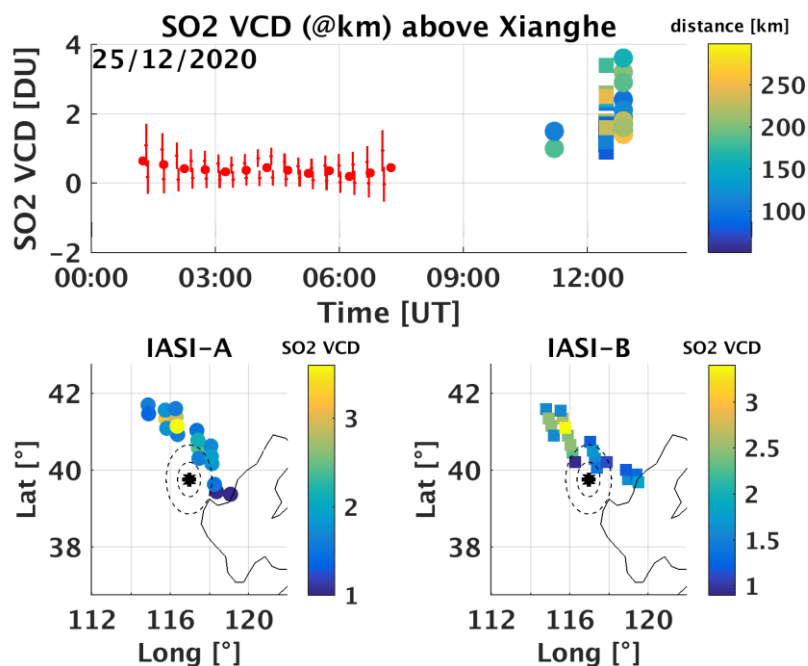 SO2 VCD (@km) above Xianghe
distance [km]
25/12/2020
SO2 VCD [DU]
4
2
0
−2
00:00 03:00 06:00 09:00 12:00
Time [UT]
250
200
150
100
IASI−A
SO2 VCD
Lat [°]
42
40
38
112 116 120
Long [°]
3
2
1
IASI−B
SO2 VCD
Lat [°]
42
40
38
112 116 120
Long [°]
3
2.5
2
1.5
1